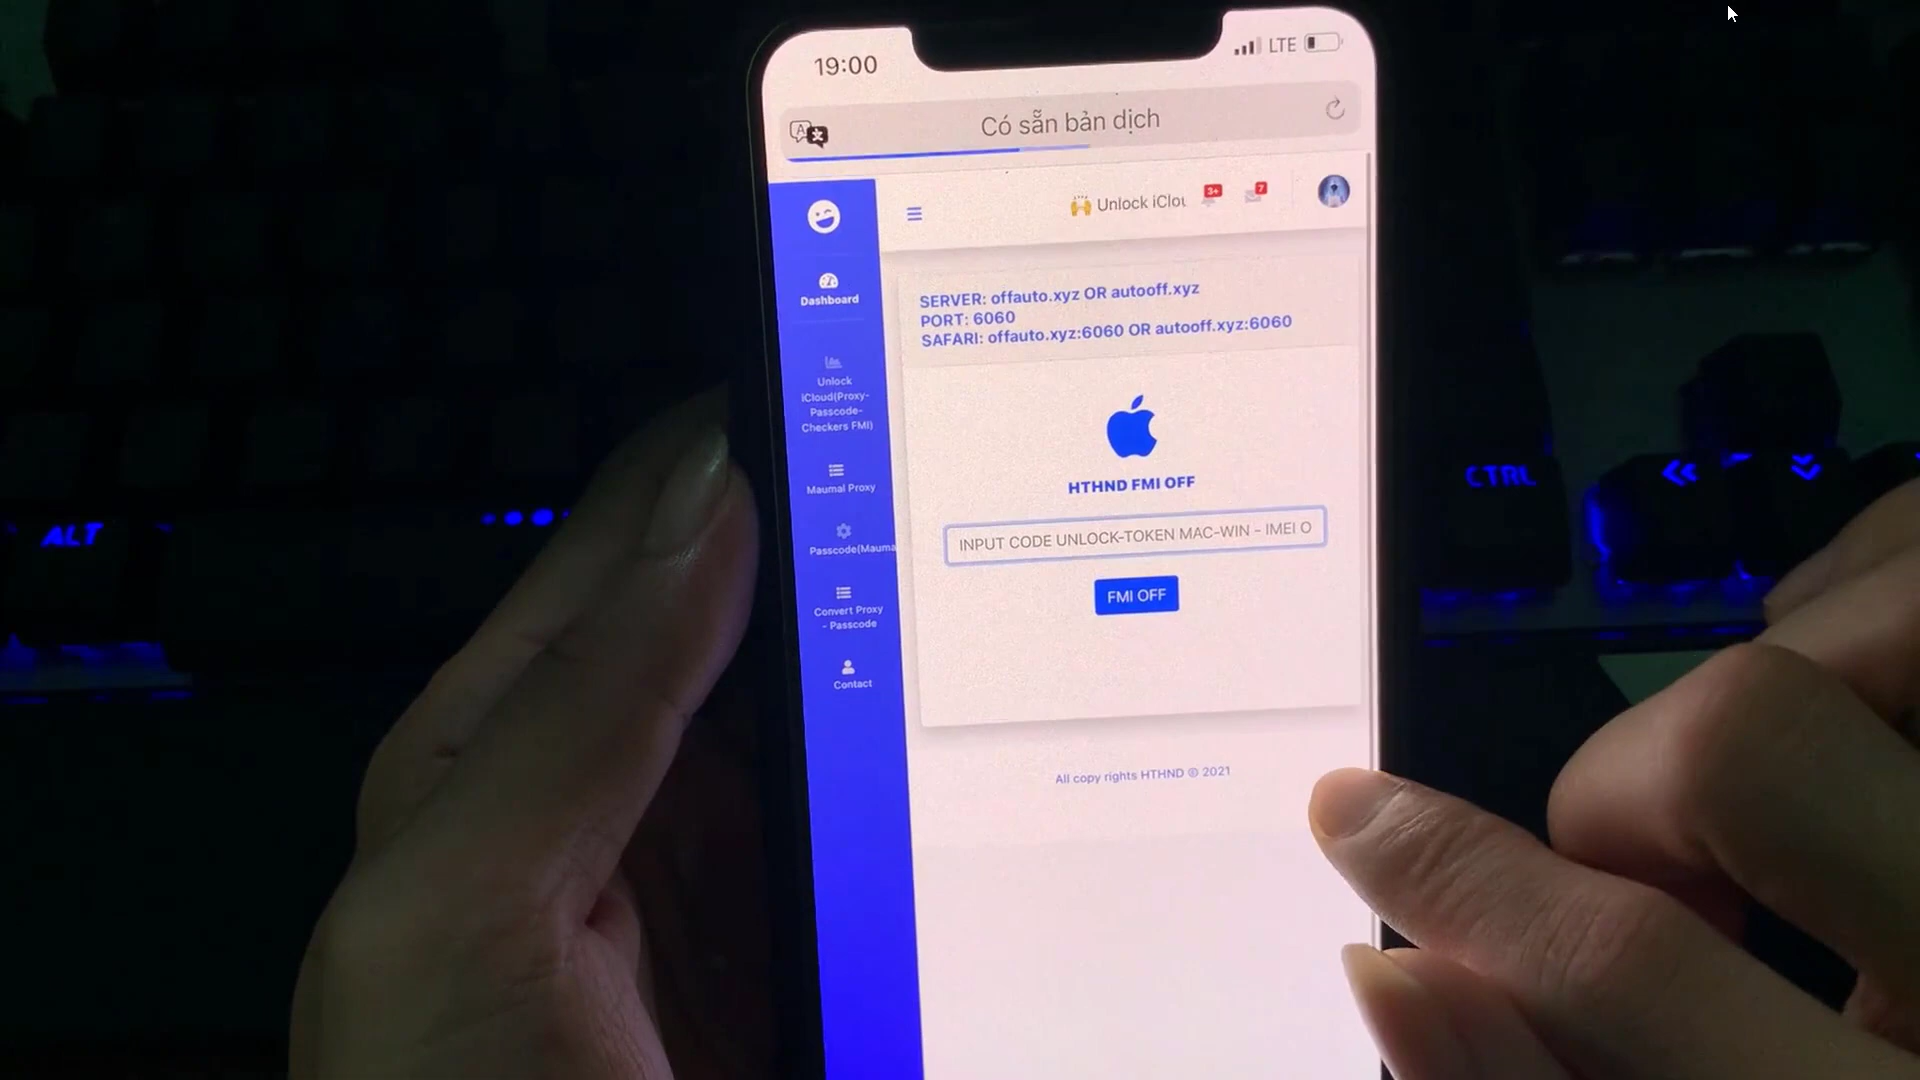 19:00
LTE
Có sẵn bản dịch
Unlock iClou
3+
7
Dashboard
Unlock
iCloud(Proxy-
Passcode-
Checkers FMI)
Maumal Proxy
Passcode(Mauma
Convert Proxy
- Passcode
Contact
SERVER: offauto.xyz OR autooff.xyz
PORT: 6060
SAFARI: offauto.xyz:6060 OR autooff.xyz:6060
HTHND FMI OFF
INPUT CODE UNLOCK-TOKEN MAC-WIN - IMEI O
FMI OFF
All copy rights HTHND © 2021
ALT
CTRL